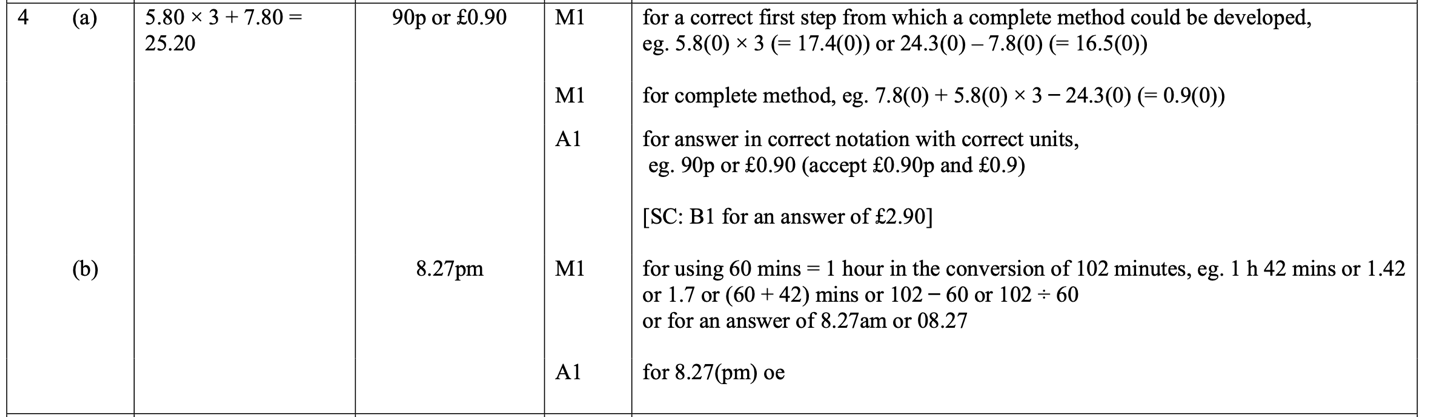 4 (a) 5.80 × 3 + 7.80 = 90p or £0.90 M1 for a correct first step from which a complete method could be developed,
25.20 eg. 5.8(0) × 3 (= 17.4(0)) or 24.3(0) – 7.8(0) (= 16.5(0))
M1 for complete method, eg. 7.8(0) + 5.8(0) × 3 – 24.3(0) (= 0.9(0))
A1 for answer in correct notation with correct units,
eg. 90p or £0.90 (accept £0.90p and £0.9)
[SC: B1 for an answer of £2.90]
(b) 8.27pm M1 for using 60 mins = 1 hour in the conversion of 102 minutes, eg. 1 h 42 mins or 1.42
or 1.7 or (60 + 42) mins or 102 – 60 or 102 ÷ 60
or for an answer of 8.27am or 08.27
A1 for 8.27(pm) oe